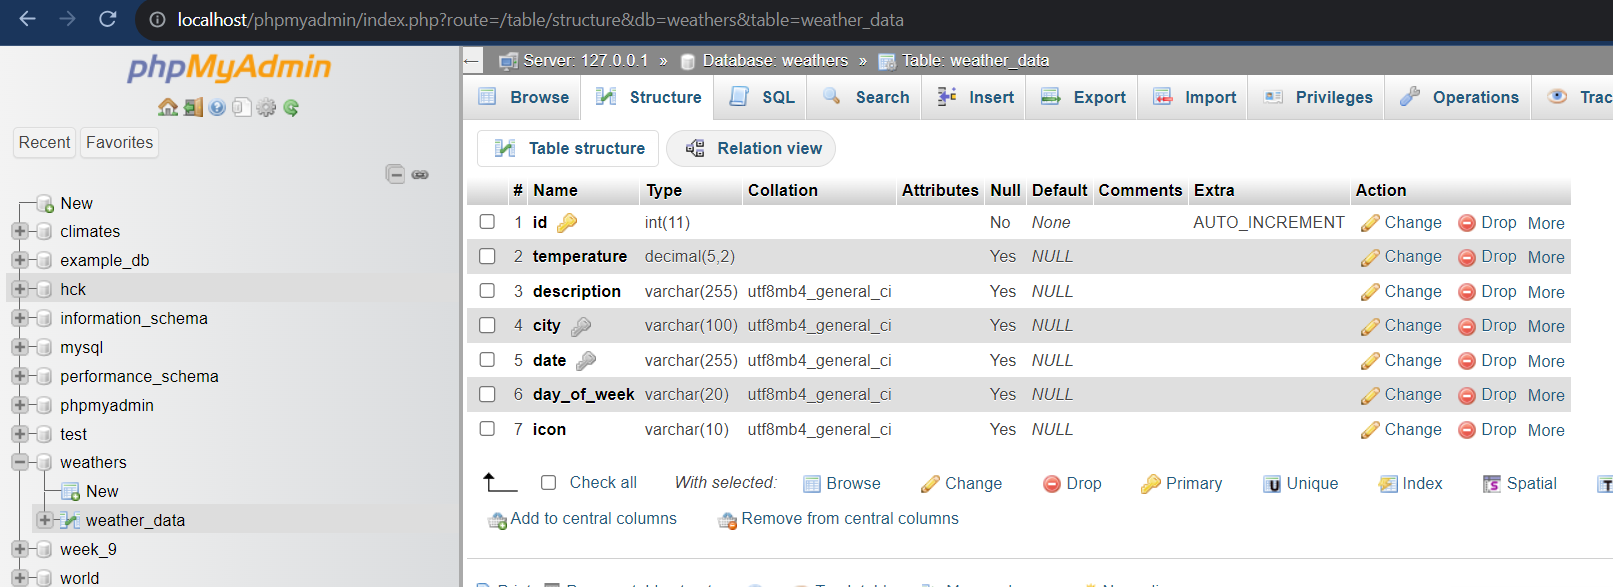 localhost/phpmyadmin/index.php?route=/table/structure&db=weathers&table=weather_data
phpMyAdmin
Recent Favorites
New
climates
example_db
hck
information_schema
mysql
performance_schema
phpmyadmin
test
weathers
New
weather_data
week_9
world
Server: 127.0.0.1 » Database: weathers » Table: weather_data
Browse Structure SQL Search Insert Export Import Privileges Operations Trac
Table structure Relation view
# Name Type Collation Attributes Null Default Comments Extra Action
1 id int(11) No None AUTO_INCREMENT Change Drop More
2 temperature decimal(5,2) Yes NULL Change Drop More
3 description varchar(255) utf8mb4_general_ci Yes NULL Change Drop More
4 city varchar(100) utf8mb4_general_ci Yes NULL Change Drop More
5 date varchar(255) utf8mb4_general_ci Yes NULL Change Drop More
6 day_of_week varchar(20) utf8mb4_general_ci Yes NULL Change Drop More
7 icon varchar(10) utf8mb4_general_ci Yes NULL Change Drop More
Check all With selected: Browse Change Drop Primary Unique Index Spatial
Add to central columns Remove from central columns